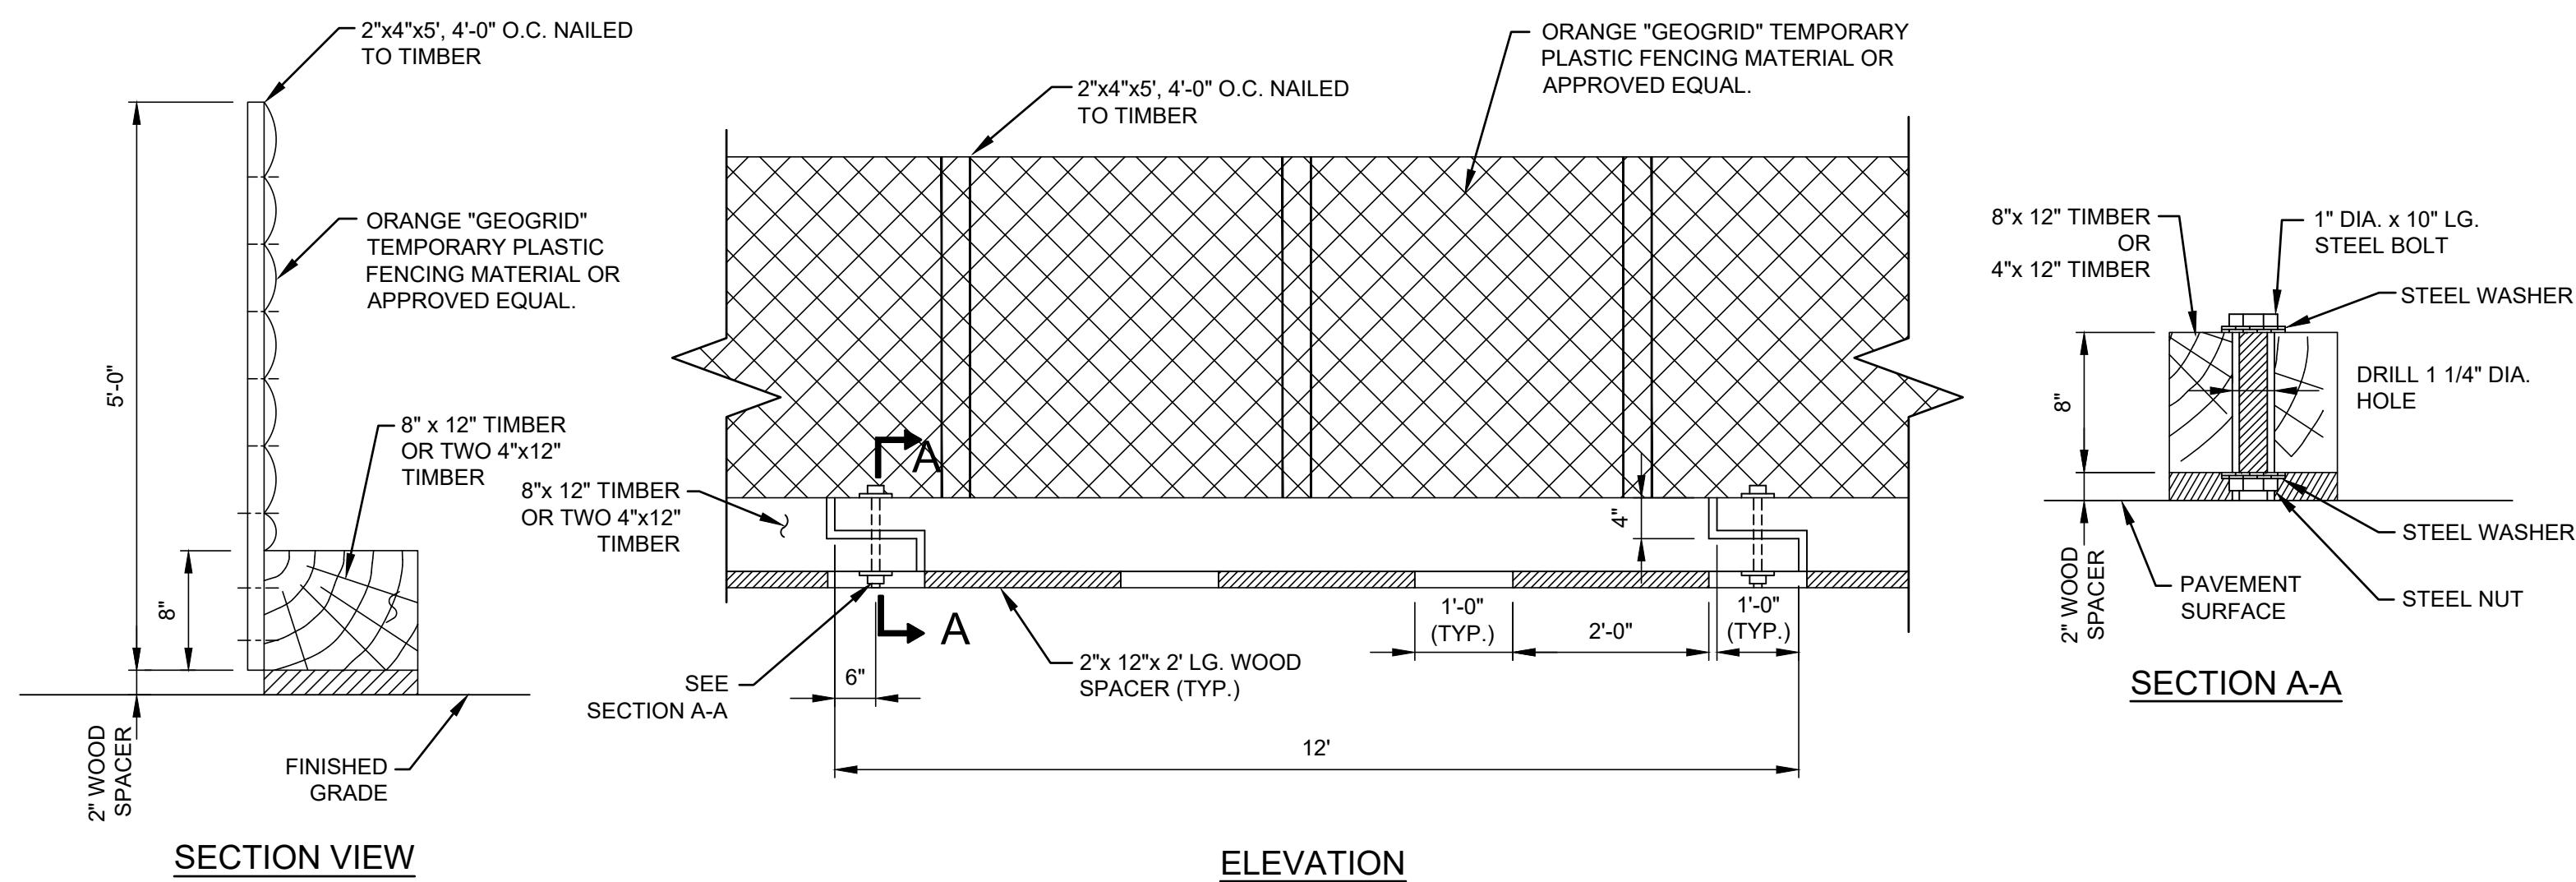 2"x4"x5', 4'-0" O.C. NAILED
TO TIMBER
5'-0"
ORANGE "GEOGRID"
TEMPORARY PLASTIC
FENCING MATERIAL OR
APPROVED EQUAL.
8" x 12" TIMBER
OR TWO 4"x12"
TIMBER
8"
2" WOOD
SPACER
FINISHED
GRADE
SECTION VIEW
2"x4"x5', 4'-0" O.C. NAILED
TO TIMBER
ORANGE "GEOGRID" TEMPORARY
PLASTIC FENCING MATERIAL OR
APPROVED EQUAL.
A
8"x 12" TIMBER
OR TWO 4"x12"
TIMBER
4"
A
SEE
SECTION A-A
6"
2"x 12"x 2' LG. WOOD
SPACER (TYP.)
1'-0"
(TYP.)
2'-0"
1'-0"
(TYP.)
12'
ELEVATION
8"x 12" TIMBER
OR
4"x 12" TIMBER
1" DIA. x 10" LG.
STEEL BOLT
STEEL WASHER
8"
DRILL 1 1/4" DIA.
HOLE
STEEL WASHER
2" WOOD
SPACER
PAVEMENT
SURFACE
STEEL NUT
SECTION A-A